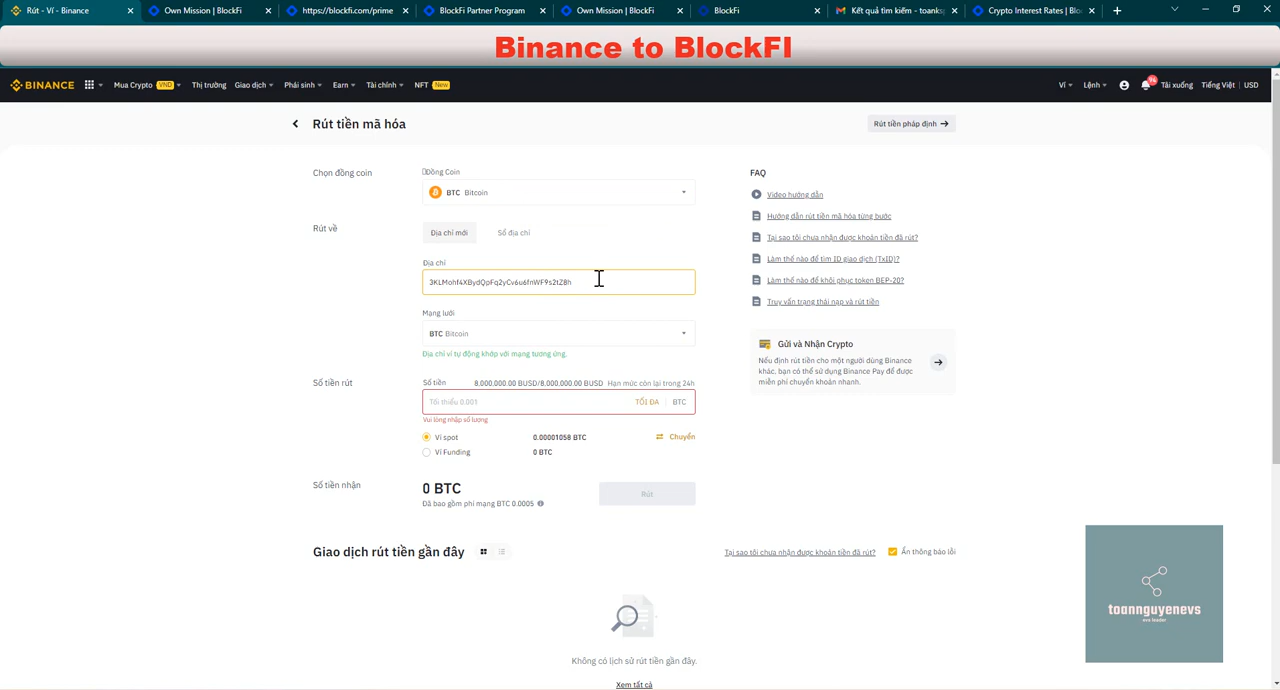 Rút - Ví - Binance
Own Mission | BlockFi
https://blockfi.com/prime
BlockFi Partner Program
Own Mission | BlockFi
BlockFi
Kết quả tìm kiếm - toanks
Crypto Interest Rates | Blo
Binance to BlockFI
BINANCE
Mua Crypto VND
Thị trường
Giao dịch
Phái sinh
Earn
Tài chính
NFT New
Ví
Lệnh
Tải xuống
Tiếng Việt | USD
Rút tiền mã hóa
Rút tiền pháp định
Chọn đồng coin
Đồng Coin
BTC Bitcoin
Rút về
Địa chỉ mới
Sổ địa chỉ
Địa chỉ
3KLMohf4XBydQpFq2yCv6u6fnWF9s2tZ8h
Mạng lưới
BTC Bitcoin
Địa chỉ ví tự động khớp với mạng tương ứng.
Số tiền rút
Số tiền
8,000,000.00 BUSD/8,000,000.00 BUSD Hạn mức còn lại trong 24h
Tối thiểu 0.001
TỐI ĐA
BTC
Vui lòng nhập số lượng
Ví spot
0.00001058 BTC
Chuyển
Ví Funding
0 BTC
Số tiền nhận
0 BTC
Đã bao gồm phí mạng BTC 0.0005
Rút
FAQ
Video hướng dẫn
Hướng dẫn rút tiền mã hóa từng bước
Tại sao tôi chưa nhận được khoản tiền đã rút?
Làm thế nào để tìm ID giao dịch (TxID)?
Làm thế nào để khôi phục token BEP-20?
Truy vấn trạng thái nạp và rút tiền
Gửi và Nhận Crypto
Nếu định rút tiền cho một người dùng Binance
khác, bạn có thể sử dụng Binance Pay để được
miễn phí chuyển khoản nhanh.
Giao dịch rút tiền gần đây
Tại sao tôi chưa nhận được khoản tiền đã rút?
Ẩn thông báo lỗi
Không có lịch sử rút tiền gần đây.
Xem tất cả
toannguyenevs
evs leader